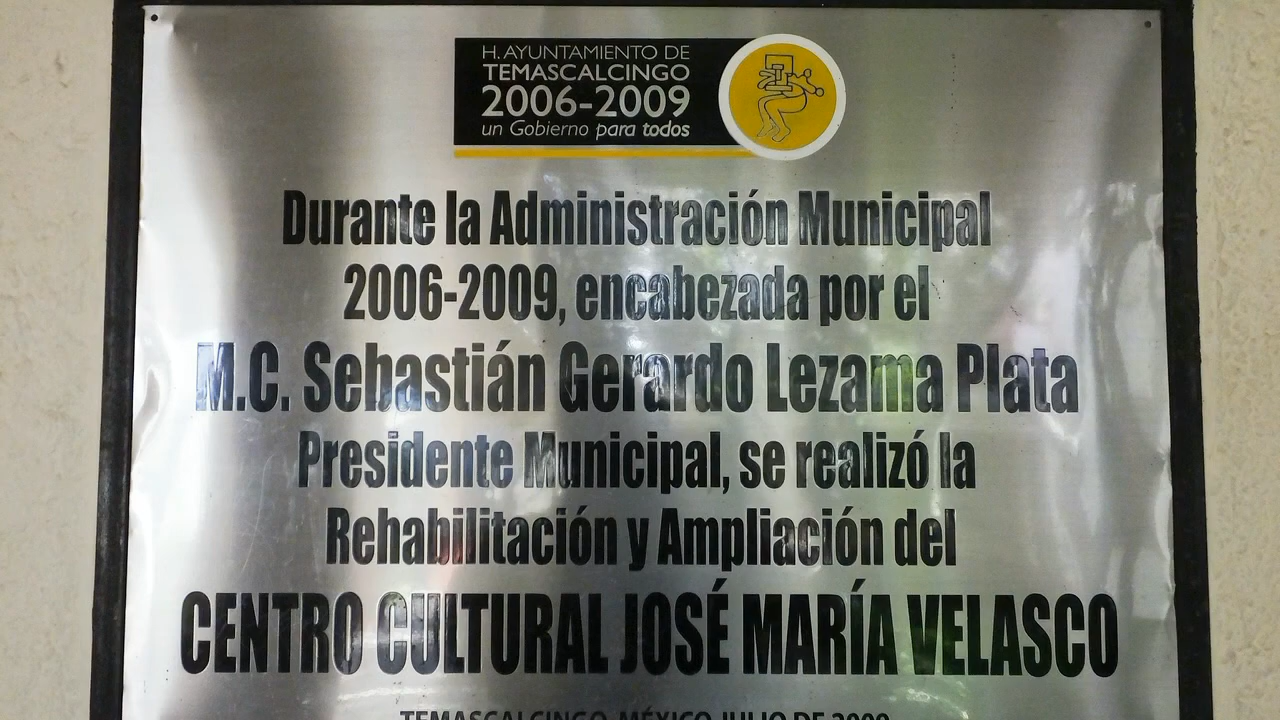 H. AYUNTAMIENTO DE
TEMASCALCINGO
2006-2009
un Gobierno para todos
Durante la Administración Municipal
2006-2009, encabezada por el
M.C. Sebastián Gerardo Lezama Plata
Presidente Municipal, se realizó la
Rehabilitación y Ampliación del
CENTRO CULTURAL JOSÉ MARÍA VELASCO
TEMASCALCINGO, MÉXICO JULIO DE 2009